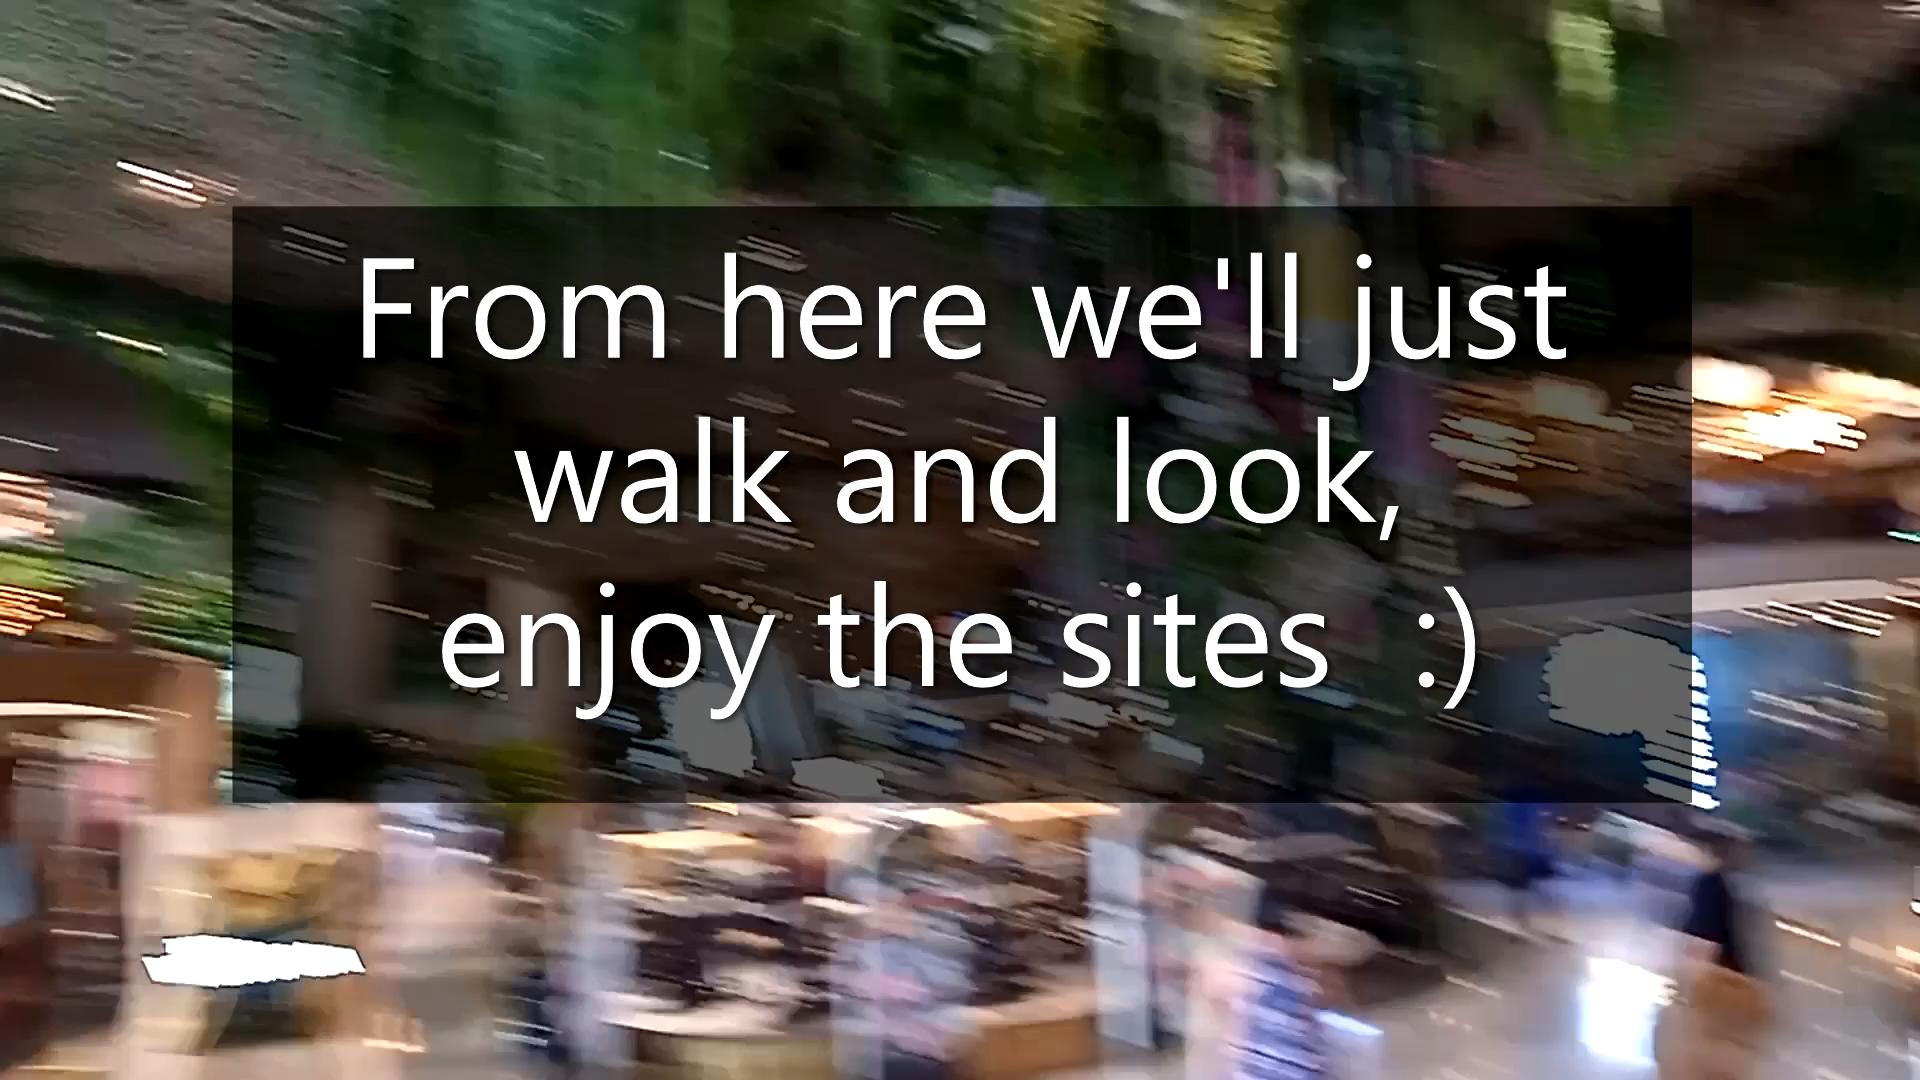 From here we'll just
walk and look,
enjoy the sites  :)